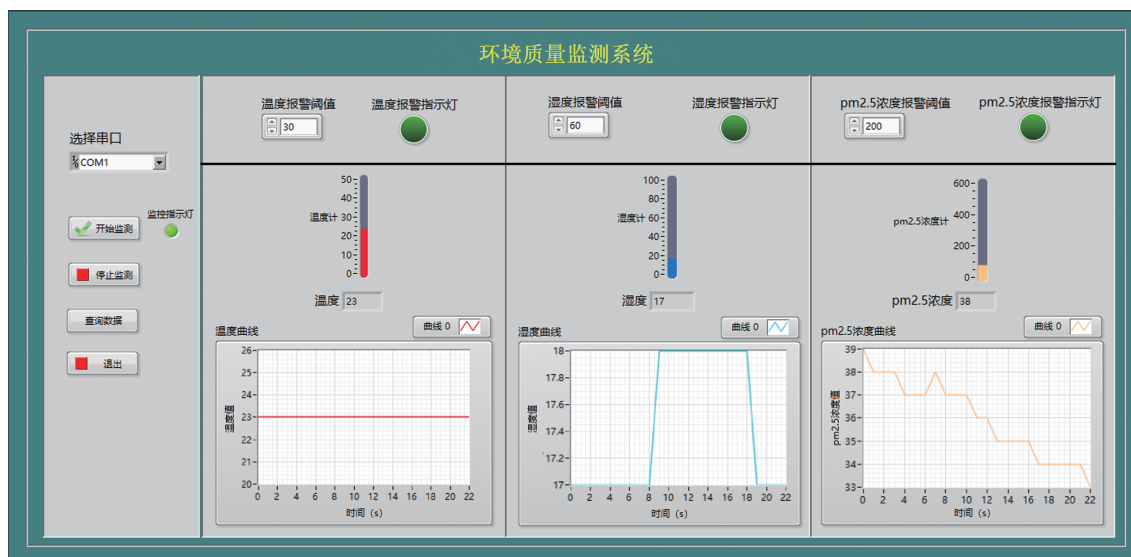 环境质量监测系统
选择串口
COM1
开始监测
监控指示灯
停止监测
查询数据
退出
温度报警阈值
温度报警指示灯
30
50
40
温度计 30
20
10
0
温度 23
温度曲线
曲线 0
26
25
24
23
22
21
20
温度值
0 2 4 6 8 10 12 14 16 18 20 22
时间（s）
湿度报警阈值
湿度报警指示灯
60
100
80
湿度计 60
40
20
0
湿度 17
湿度曲线
曲线 0
18
17.8
17.6
17.4
17.2
17
湿度值
0 2 4 6 8 10 12 14 16 18 20 22
时间（s）
pm2.5浓度报警阈值
pm2.5浓度报警指示灯
200
600
400
pm2.5浓度计
200
0
pm2.5浓度 38
pm2.5浓度曲线
曲线 0
39
38
37
36
35
34
33
pm2.5浓度值
0 2 4 6 8 10 12 14 16 18 20 22
时间（s）